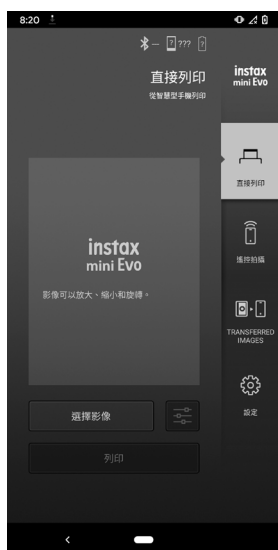 8:20
– ???
直接列印
從智慧型手機列印
instax
mini Evo
直接列印
遙控拍攝
TRANSFERRED
IMAGES
設定
instax
mini Evo
影像可以放大、縮小和旋轉。
選擇影像
列印